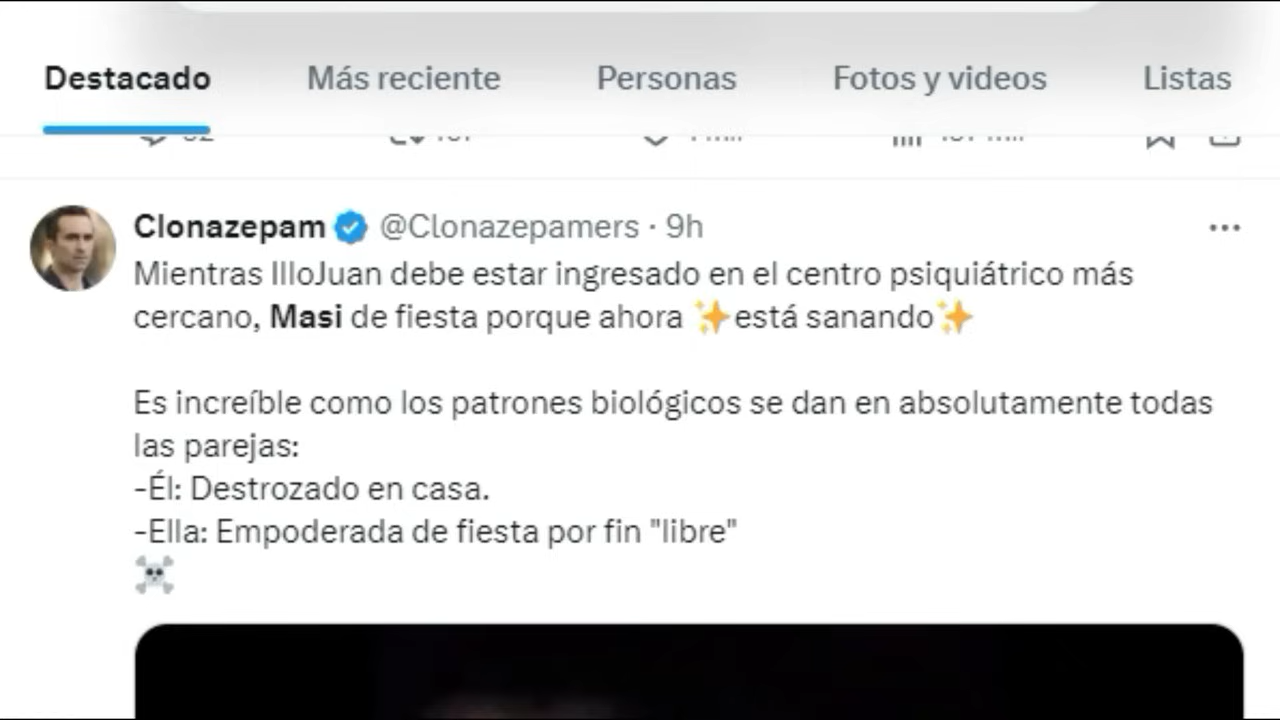 Destacado Más reciente Personas Fotos y videos Listas
Clonazepam @Clonazepamers · 9h
Mientras IlloJuan debe estar ingresado en el centro psiquiátrico más
cercano, Masi de fiesta porque ahora ✨está sanando✨
Es increíble como los patrones biológicos se dan en absolutamente todas
las parejas:
-Él: Destrozado en casa.
-Ella: Empoderada de fiesta por fin "libre"
☠️